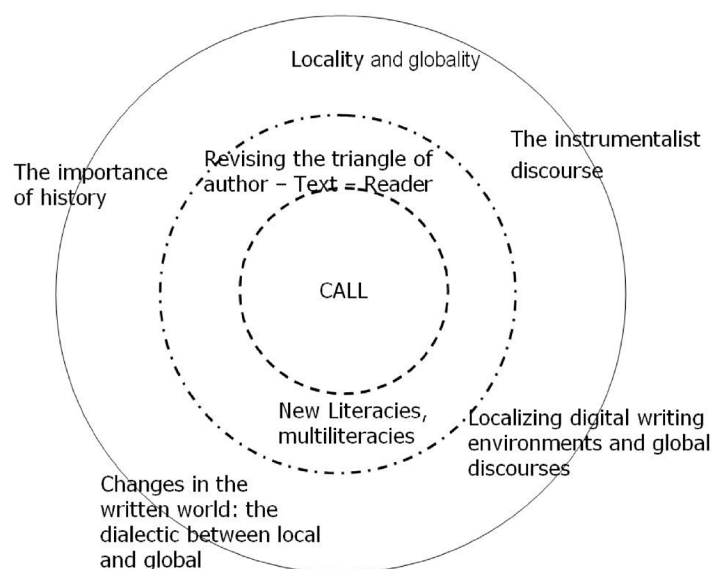 Locality and globality
The instrumentalist
discourse
Revising the triangle of
author – Text – Reader
The importance
of history
CALL
New Literacies,
multiliteracies
Localizing digital writing
environments and global
discourses
Changes in the
written world: the
dialectic between local
and global